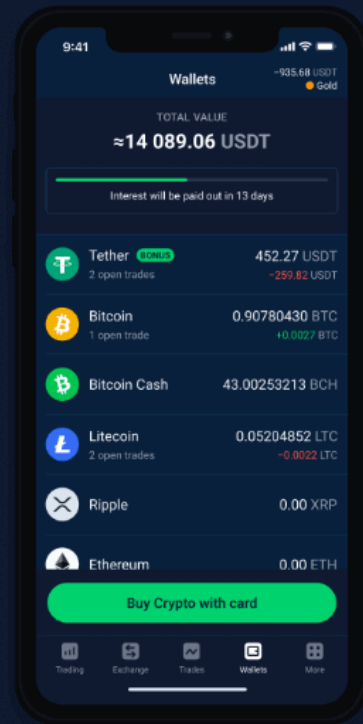 9:41
Wallets
-935.68 USDT
Gold
TOTAL VALUE
≈14 089.06 USDT
Interest will be paid out in 13 days
Tether BONUS
452.27 USDT
2 open trades
-259.82 USDT
Bitcoin
0.90780430 BTC
1 open trade
+0.0027 BTC
Bitcoin Cash
43.00253213 BCH
Litecoin
0.05204852 LTC
2 open trades
-0.0022 LTC
Ripple
0.00 XRP
Ethereum
0.00 ETH
Buy Crypto with card
Trading
Exchange
Trades
Wallets
More